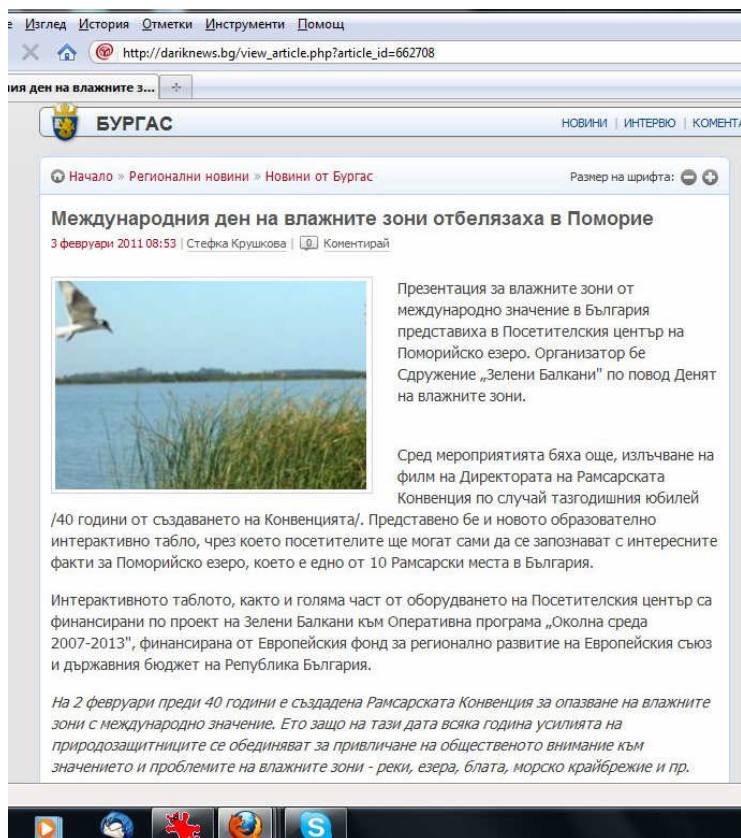 Изглед История Отметки Инструменти Помощ
http://dariknews.bg/view_article.php?article_id=662708
ия ден на влажните з...
БУРГАС
НОВИНИ | ИНТЕРВЮ | КОМЕНТА
Начало » Регионални новини » Новини от Бургас
Размер на шрифта:
Международния ден на влажните зони отбелязаха в Поморие
3 февруари 2011 08:53 | Стефка Крушкова | 0 Коментирай
Презентация за влажните зони от
международно значение в България
представиха в Посетителския център на
Поморийско езеро. Организатор бе
Сдружение „Зелени Балкани" по повод Денят
на влажните зони.
Сред мероприятията бяха още, излъчване на
филм на Директората на Рамсарската
Конвенция по случай тазгодишния юбилей
/40 години от създаването на Конвенцията/. Представено бе и новото образователно
интерактивно табло, чрез което посетителите ще могат сами да се запознават с интересните
факти за Поморийско езеро, което е едно от 10 Рамсарски места в България.
Интерактивното таблото, както и голяма част от оборудването на Посетителския център са
финансирани по проект на Зелени Балкани към Оперативна програма „Околна среда
2007-2013", финансирана от Европейския фонд за регионално развитие на Европейския съюз
и държавния бюджет на Република България.
На 2 февруари преди 40 години е създадена Рамсарската Конвенция за опазване на влажните
зони с международно значение. Ето защо на тази дата всяка година усилията на
природозащитниците се обединяват за привличане на общественото внимание към
значението и проблемите на влажните зони - реки, езера, блата, морско крайбрежие и пр.